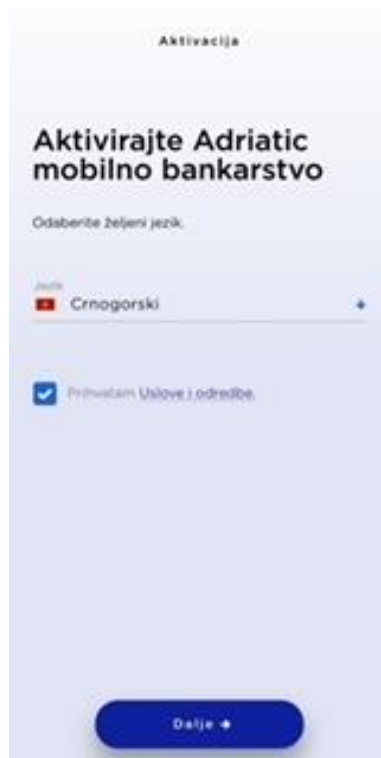 Aktivacija
Aktivirajte Adriatic
mobilno bankarstvo
Odaberite željeni jezik.
Jezik
Crnogorski
Prihvatam Uslove i odredbe.
Dalje